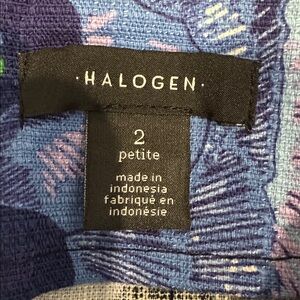 ·HALOGEN·
2
petite
made in
indonesia
fabriqué en
indonésie